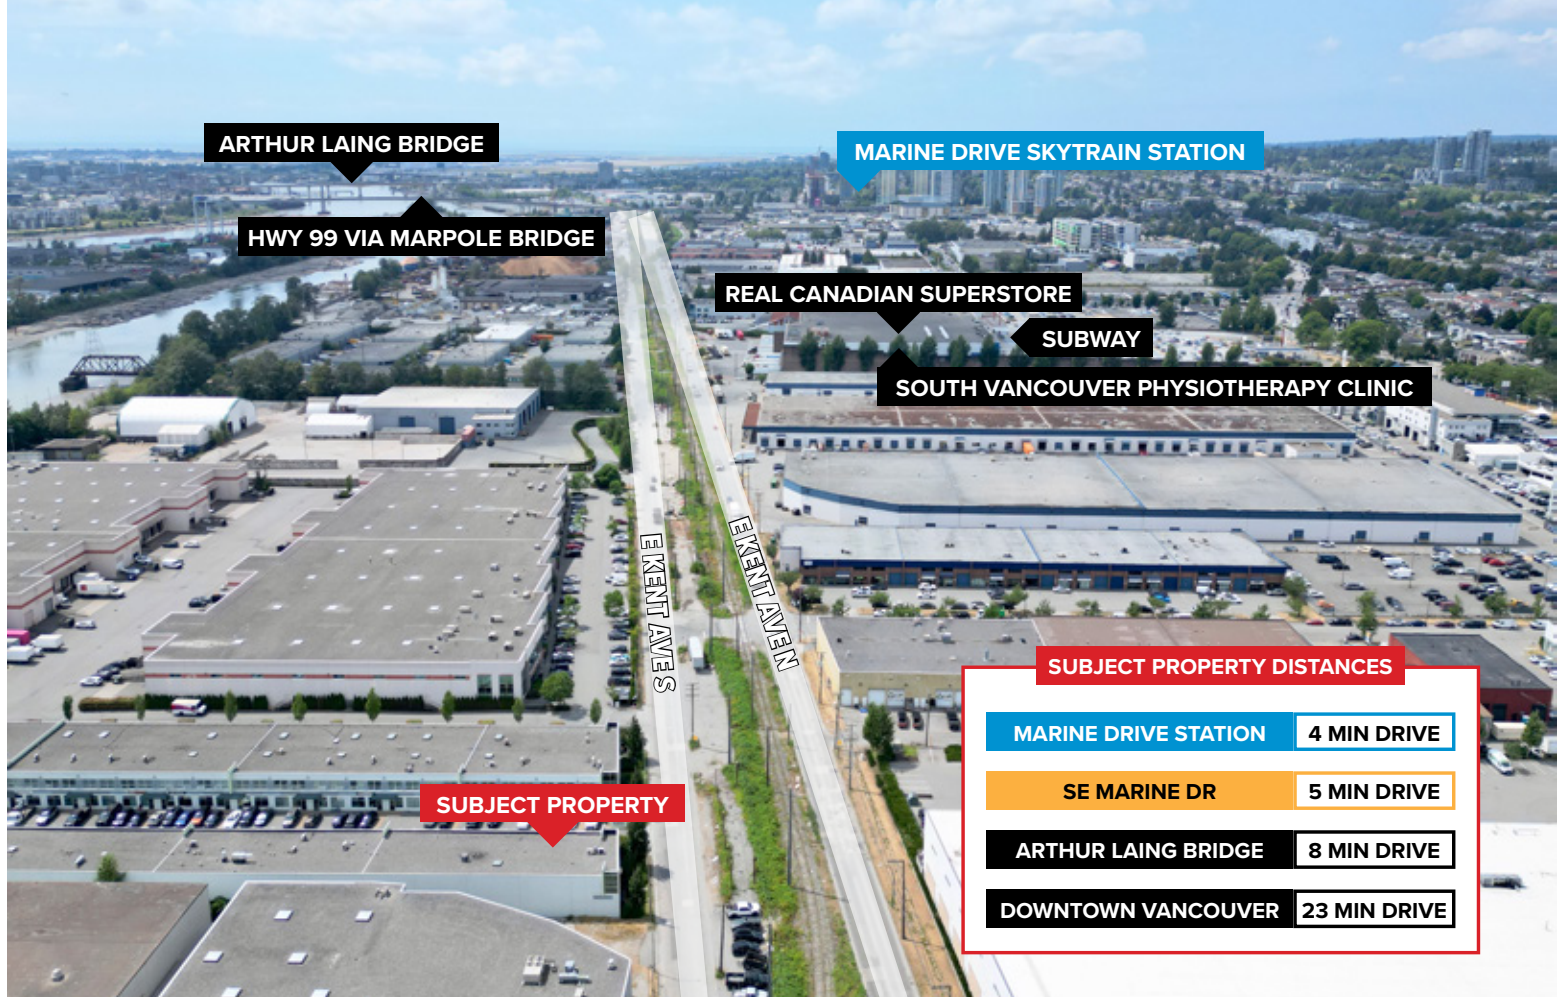 ARTHUR LAING BRIDGE
MARINE DRIVE SKYTRAIN STATION
HWY 99 VIA MARPOLE BRIDGE
REAL CANADIAN SUPERSTORE
SUBWAY
SOUTH VANCOUVER PHYSIOTHERAPY CLINIC
E KENT AVE S
E KENT AVE N
SUBJECT PROPERTY
SUBJECT PROPERTY DISTANCES
MARINE DRIVE STATION 4 MIN DRIVE
SE MARINE DR 5 MIN DRIVE
ARTHUR LAING BRIDGE 8 MIN DRIVE
DOWNTOWN VANCOUVER 23 MIN DRIVE